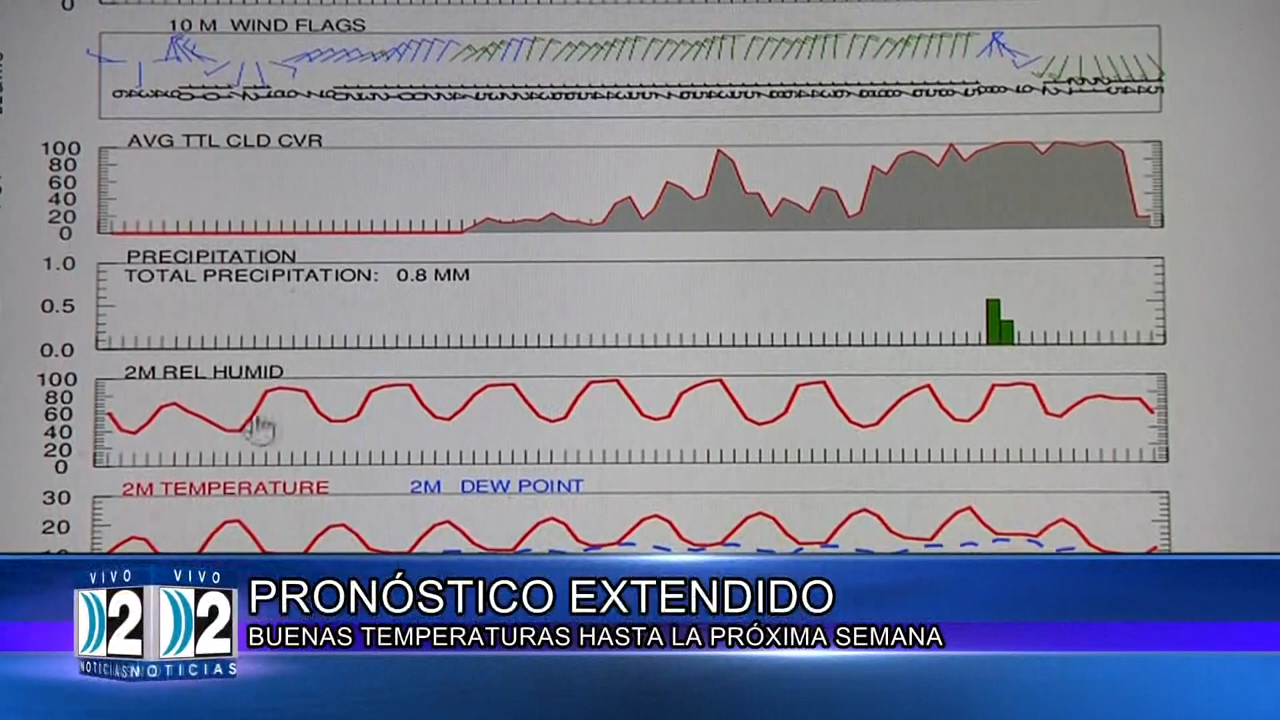 0
10 M WIND FLAGS
AVG TTL CLD CVR
100
80
60
40
20
0
PRECIPITATION
TOTAL PRECIPITATION: 0.8 MM
1.0
0.5
0.0
2M REL HUMID
100
80
60
40
20
0
2M TEMPERATURE 2M DEW POINT
30
20
10
VIVO VIVO
2 2
NOTICIAS NOTICIAS
PRONÓSTICO EXTENDIDO
BUENAS TEMPERATURAS HASTA LA PRÓXIMA SEMANA